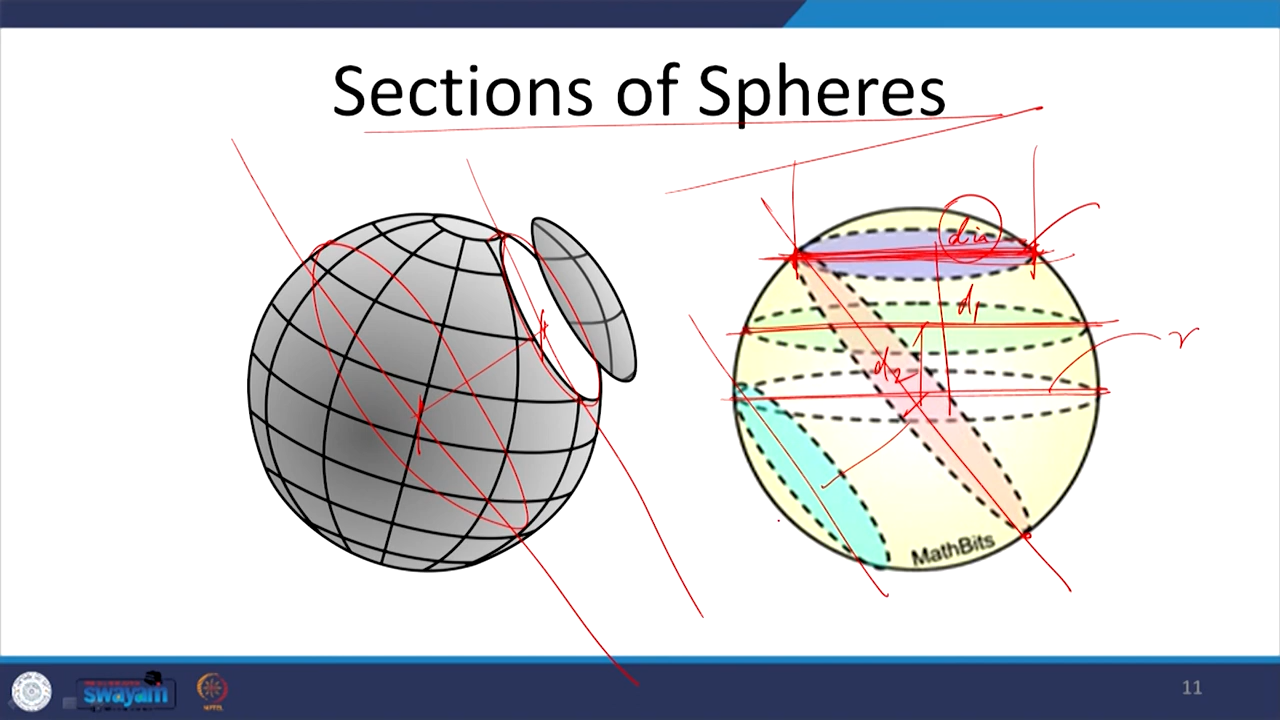 Sections of Spheres
dia
d1
d2
r
MathBits
swayam
11